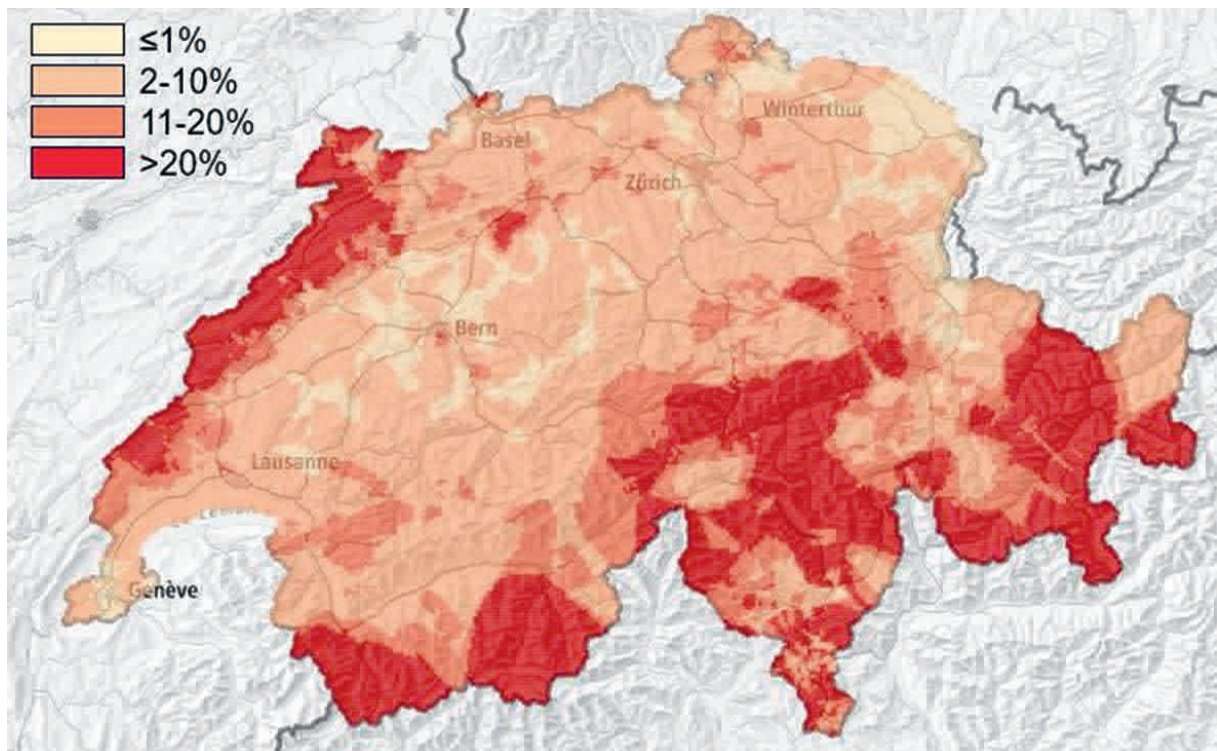 ≤1%
2-10%
11-20%
>20%
Winterthur
Basel
Zürich
Bern
Lausanne
Genève